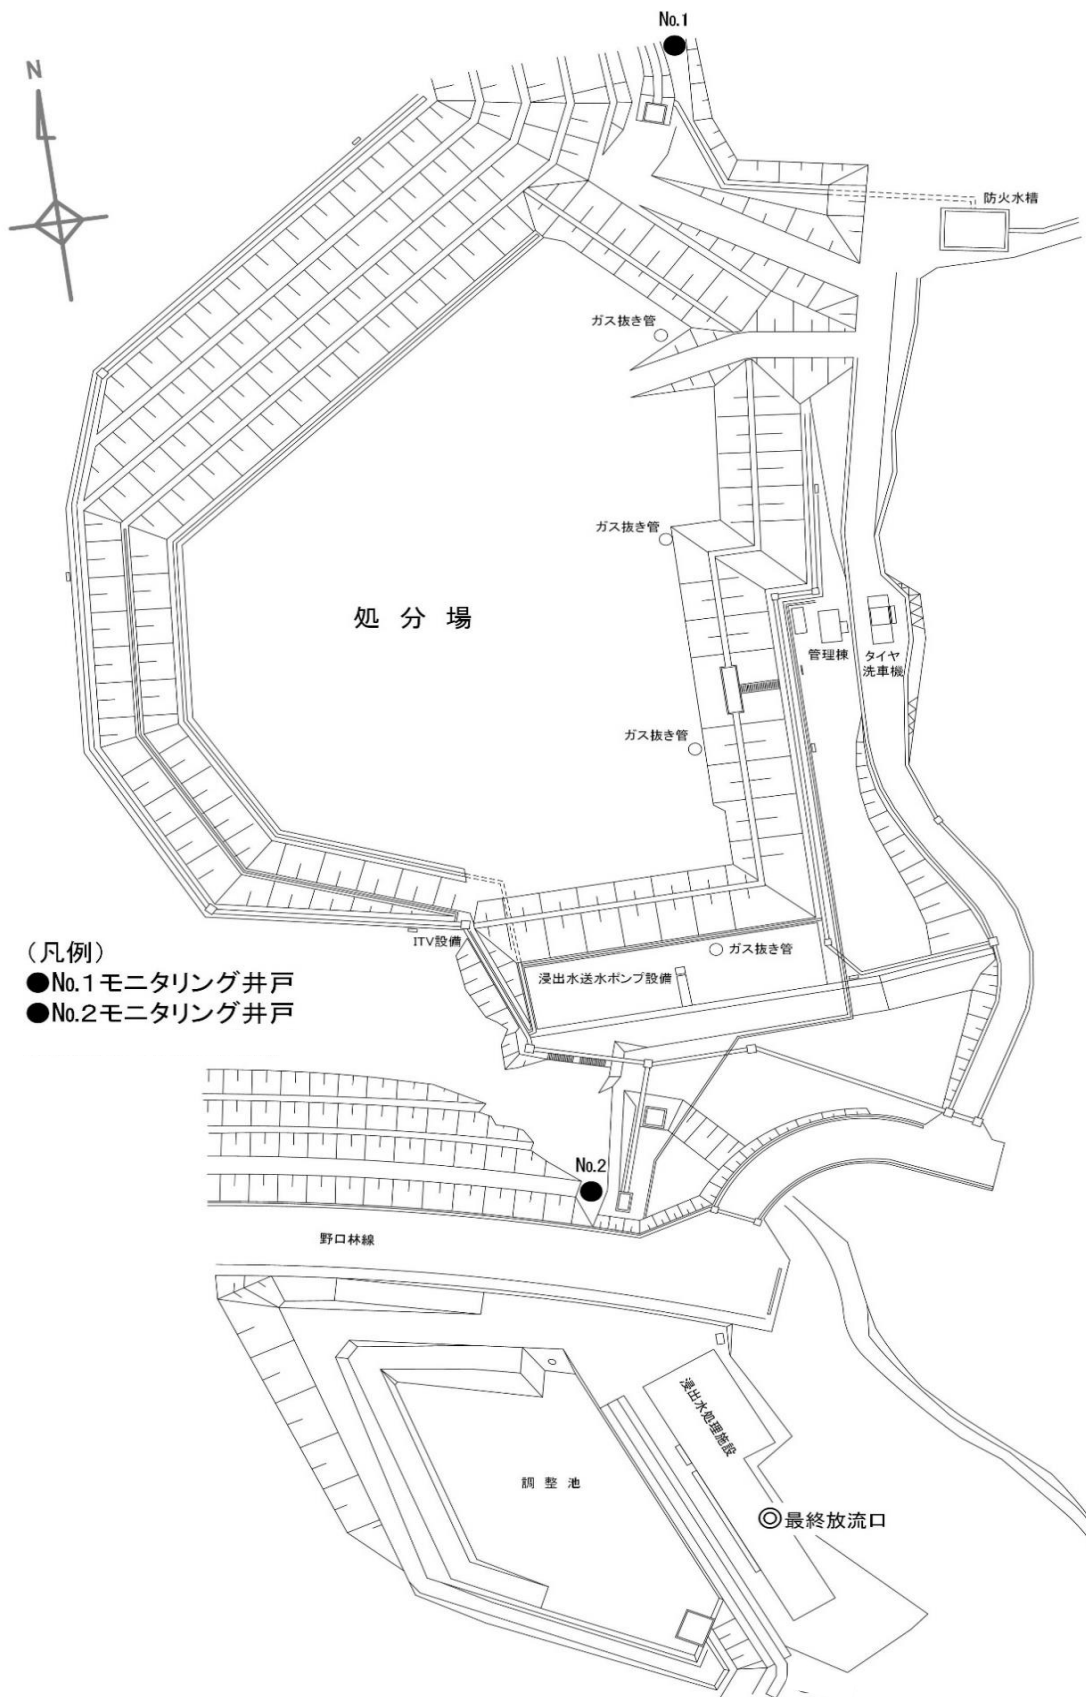 No.1
N
防火水槽
ガス抜き管
ガス抜き管
処分場
管理棟
タイヤ
洗車機
ガス抜き管
ITV設備
ガス抜き管
(凡例)
浸出水送水ポンプ設備
●No.1モニタリング井戸
●No.2モニタリング井戸
No.2
野口林線
浸出水処理施設
調整池
◎最終放流口